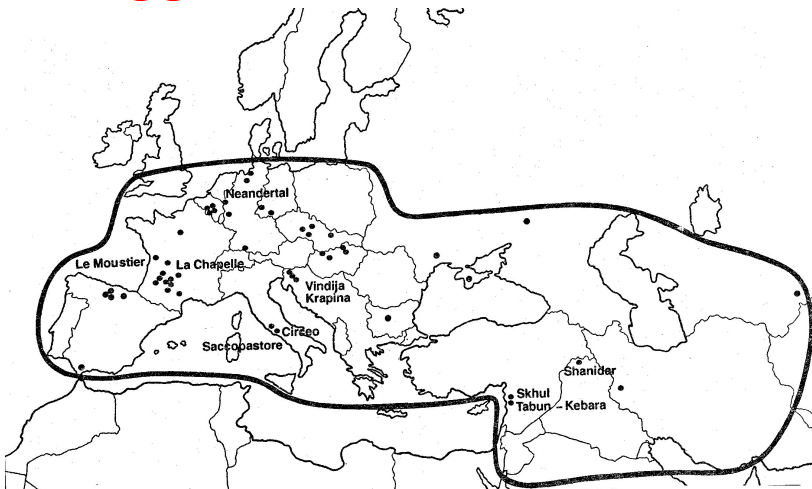 Neandertal
Le Moustier
La Chapelle
Vindija
Krapina
Circeo
Saccopastore
Shanidar
Skhul
Tabun - Kebara